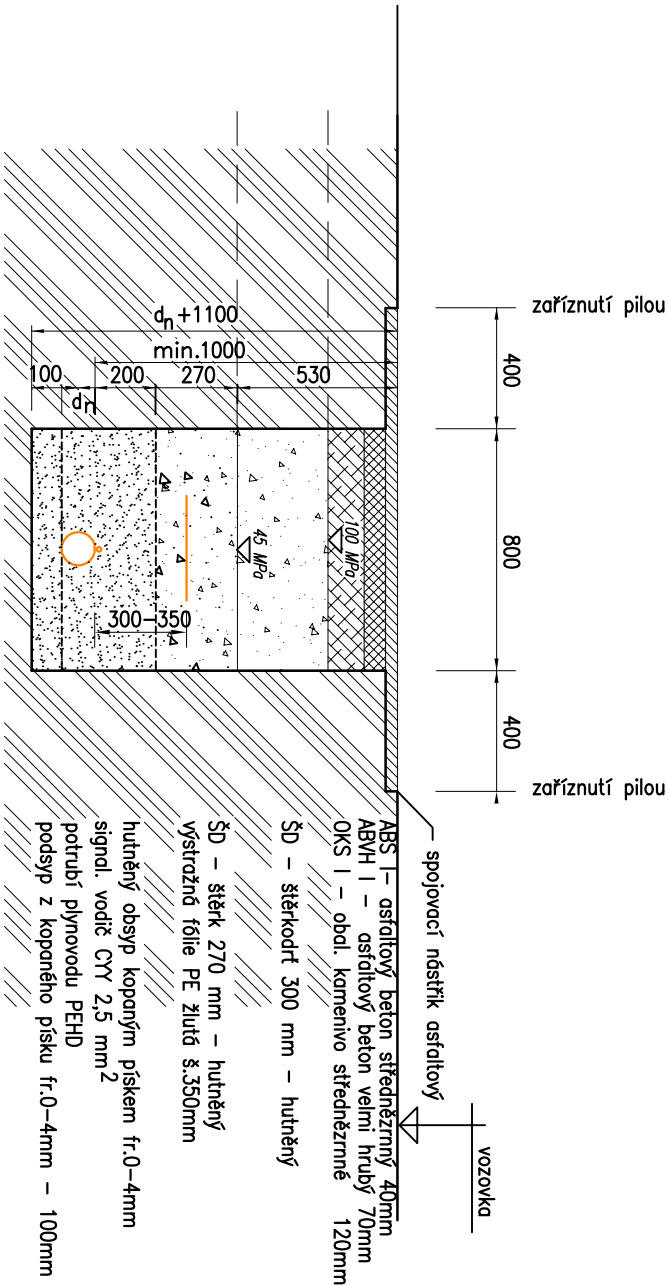 zaříznutí pilou
400
800
400
zaříznutí pilou
dn+1100
min.1000
100
dn
200
270
530
45 MPa
100 MPa
300-350
vozovka
spojovací nástřik asfaltový
ABS I- asfaltový beton střednězrnný 40mm
ABVH I - asfaltový beton velmi hrubý 70mm
OKS I - obal. kamenivo střednězrnné 120mm
ŠD - štěrkodrť 300 mm - hutněný
ŠD - štěrk 270 mm - hutněný
výstražná fólie PE žlutá š.350mm
hutněný obsyp kopaným pískem fr.0-4mm
signal. vodič CYY 2,5 mm2
potrubí plynovodu PEHD
podsyp z kopaného písku fr.0-4mm - 100mm